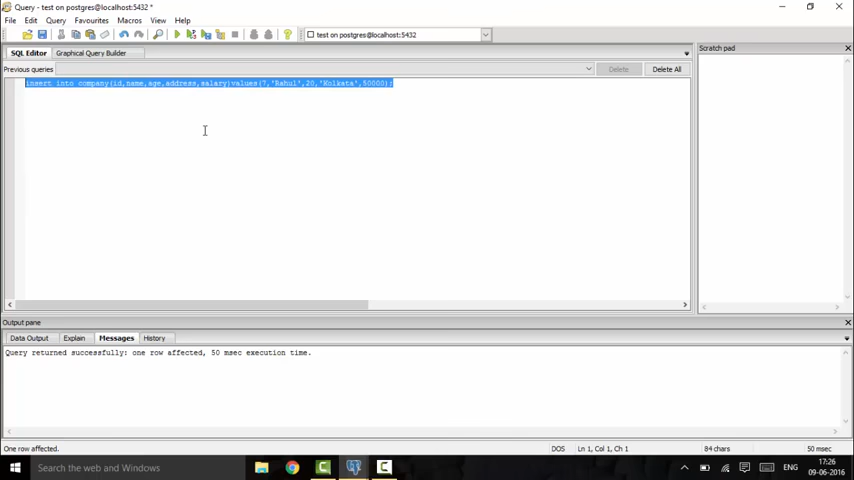 Query - test on postgres@localhost:5432 *
File Edit Query Favourites Macros View Help
test on postgres@localhost:5432
SQL Editor Graphical Query Builder
Scratch pad
Previous queries Delete Delete All
insert into company(id,name,age,address,salary)values(7,'Rahul',20,'Kolkata',50000);
Output pane
Data Output Explain Messages History
Query returned successfully: one row affected, 50 msec execution time.
One row affected. DOS Ln 1, Col 1, Ch 1 84 chars 50 msec
Search the web and Windows
ENG
17:26
09-06-2016